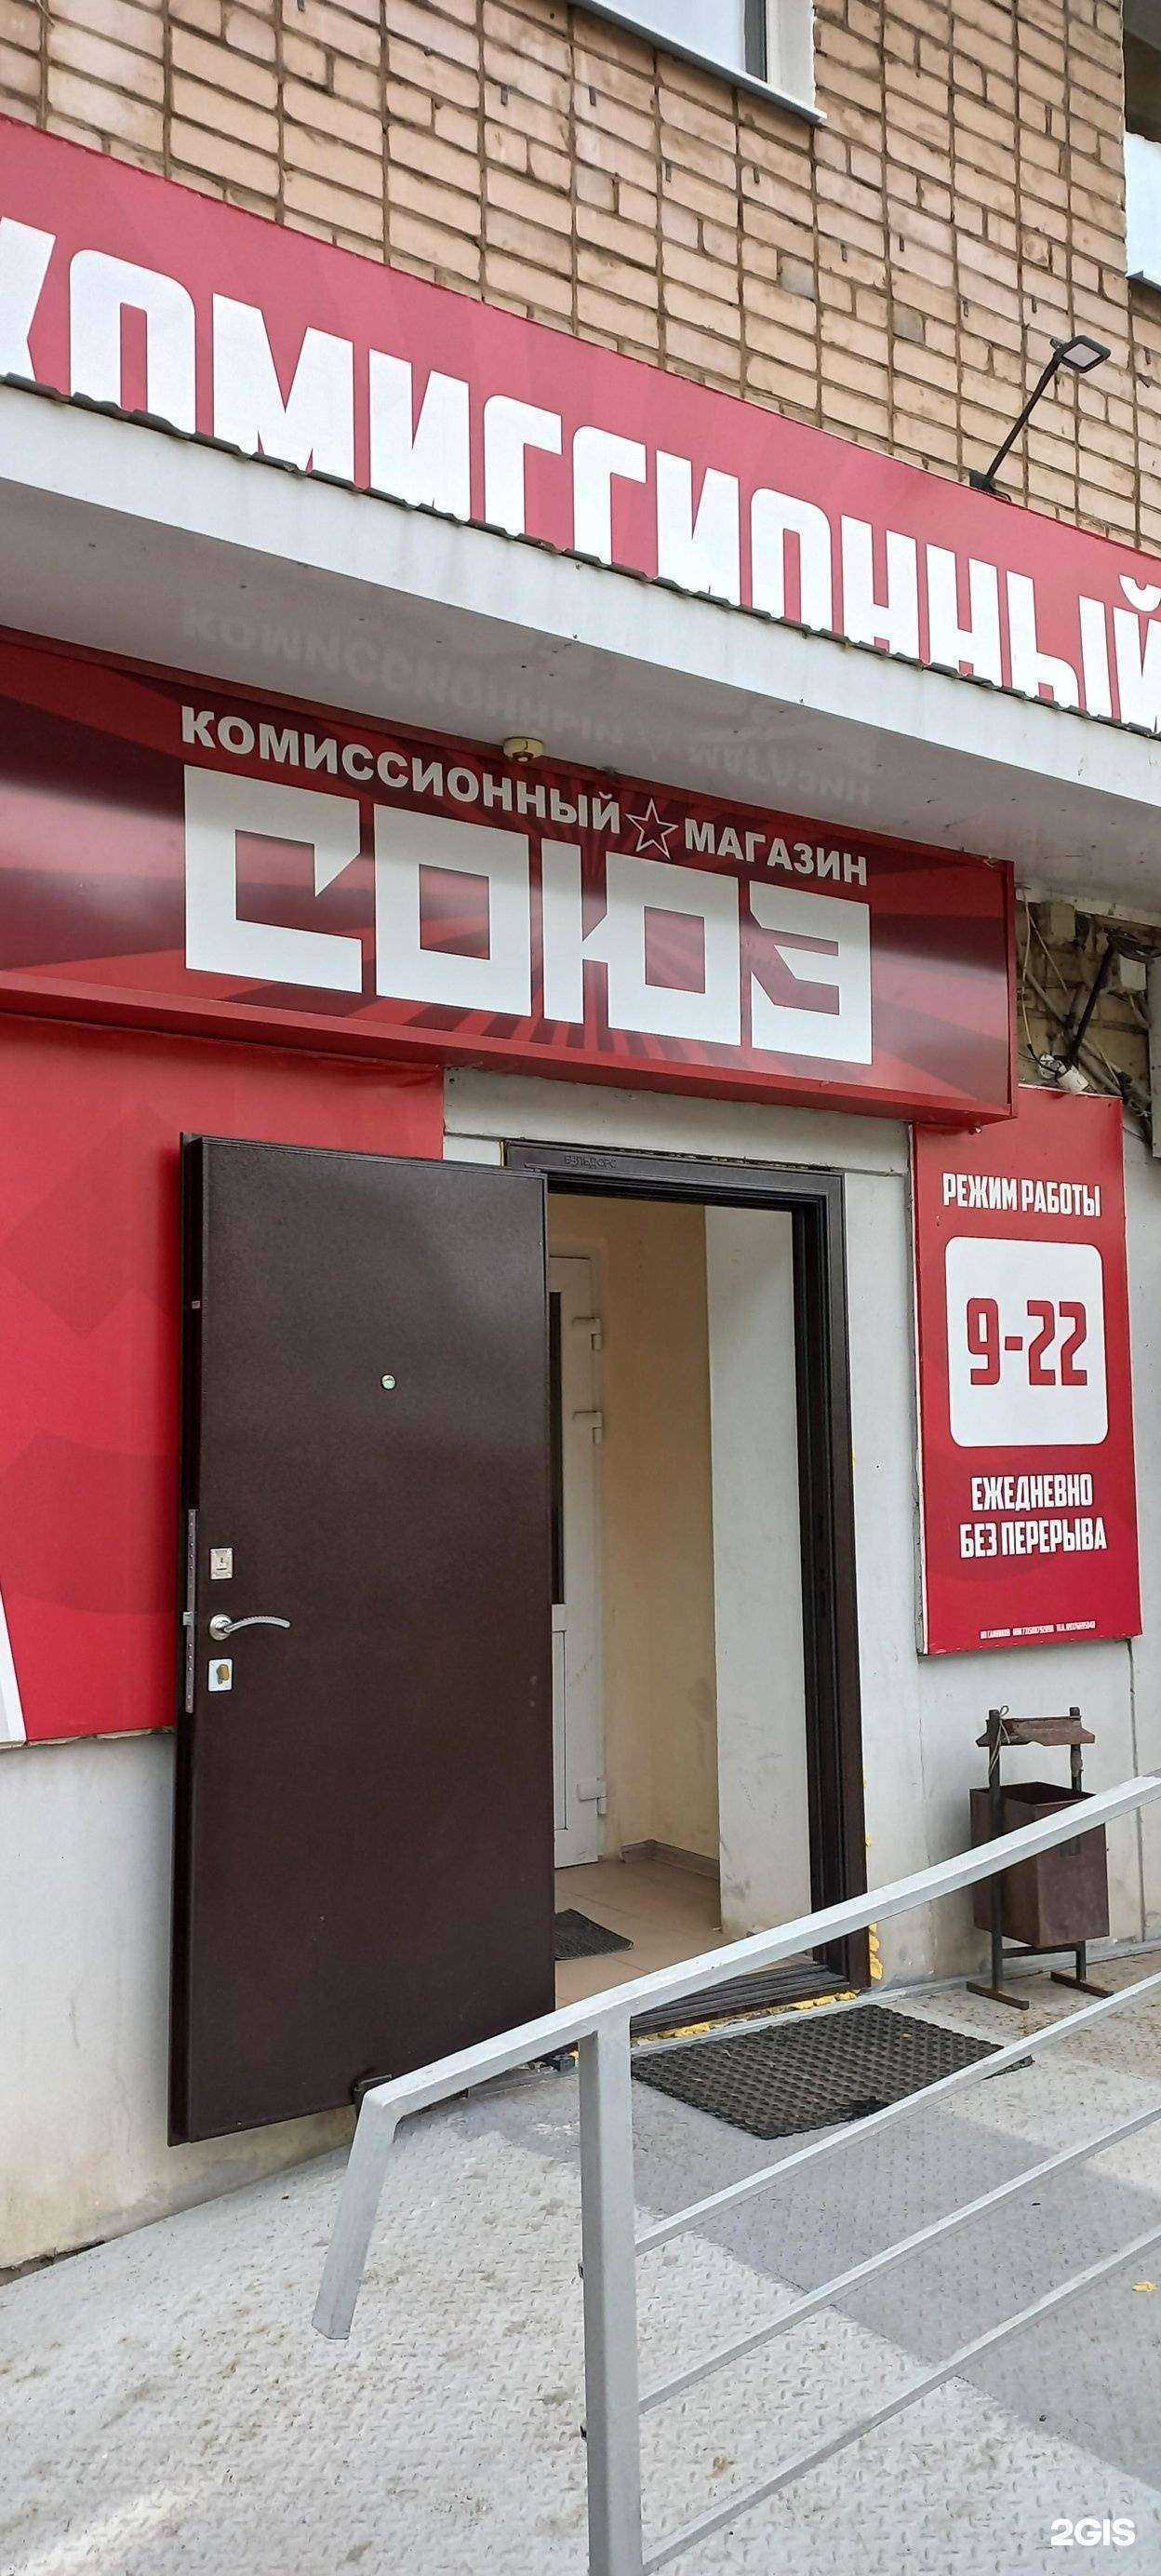 КОМИССИОННЫЙ
КОМИССИОННЫЙ МАГАЗИН
СОЮЗ
РЕЖИМ РАБОТЫ
9-22
ЕЖЕДНЕВНО
БЕЗ ПЕРЕРЫВА
2GIS